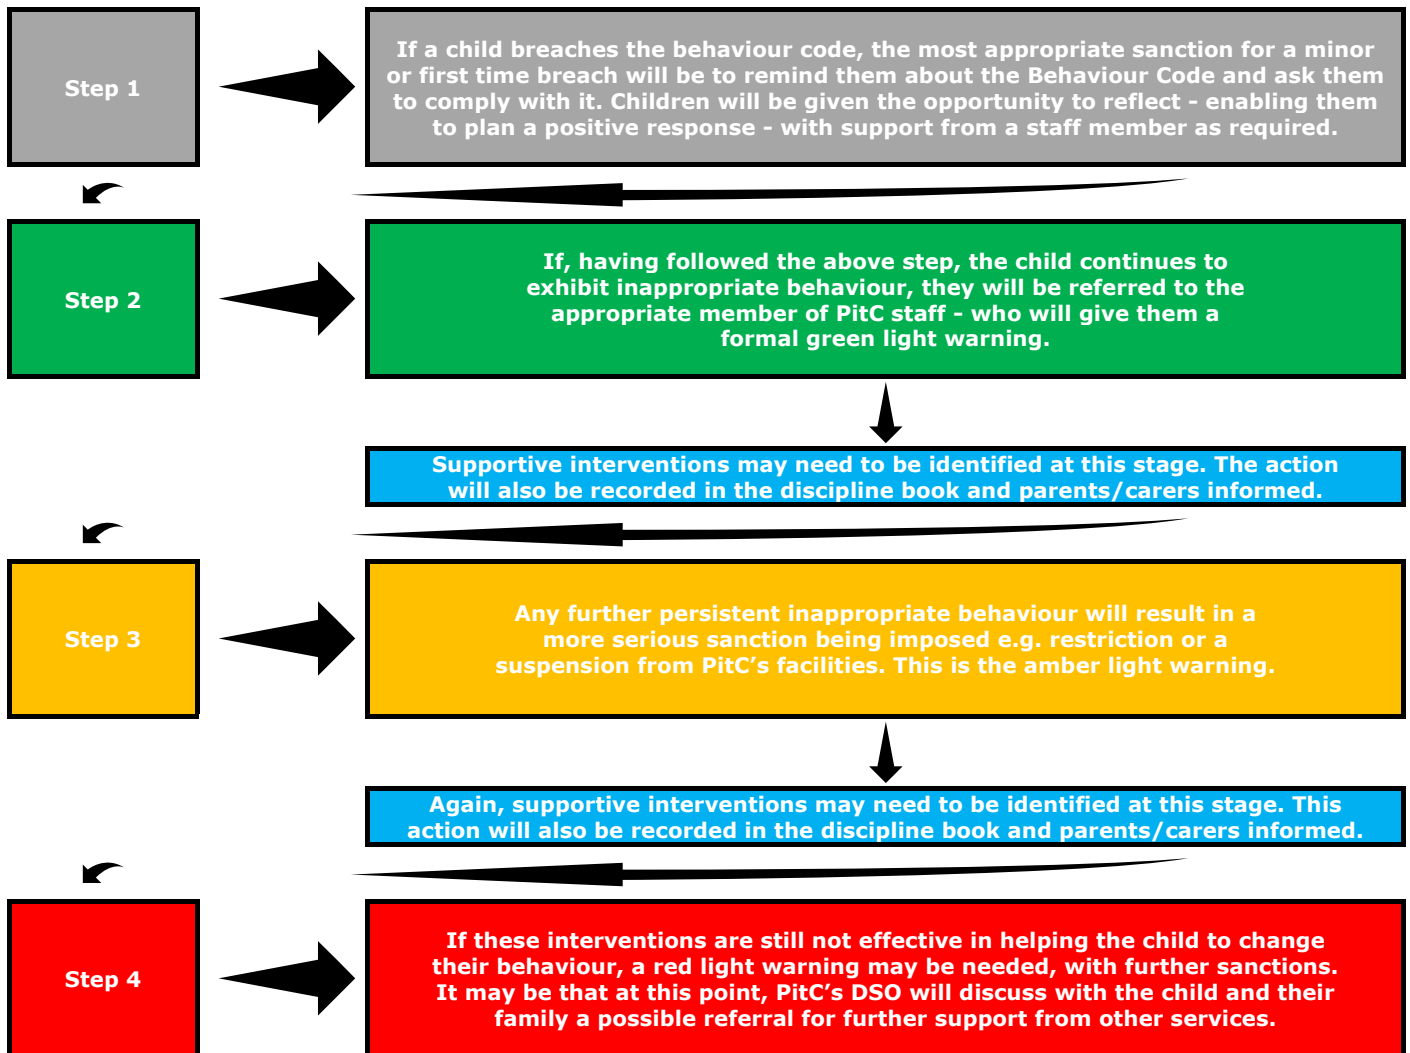 Step 1
If a child breaches the behaviour code, the most appropriate sanction for a minor
or first time breach will be to remind them about the Behaviour Code and ask them
to comply with it. Children will be given the opportunity to reflect - enabling them
to plan a positive response - with support from a staff member as required.
Step 2
If, having followed the above step, the child continues to
exhibit inappropriate behaviour, they will be referred to the
appropriate member of PitC staff - who will give them a
formal green light warning.
Supportive interventions may need to be identified at this stage. The action
will also be recorded in the discipline book and parents/carers informed.
Step 3
Any further persistent inappropriate behaviour will result in a
more serious sanction being imposed e.g. restriction or a
suspension from PitC’s facilities. This is the amber light warning.
Again, supportive interventions may need to be identified at this stage. This
action will also be recorded in the discipline book and parents/carers informed.
Step 4
If these interventions are still not effective in helping the child to change
their behaviour, a red light warning may be needed, with further sanctions.
It may be that at this point, PitC’s DSO will discuss with the child and their
family a possible referral for further support from other services.